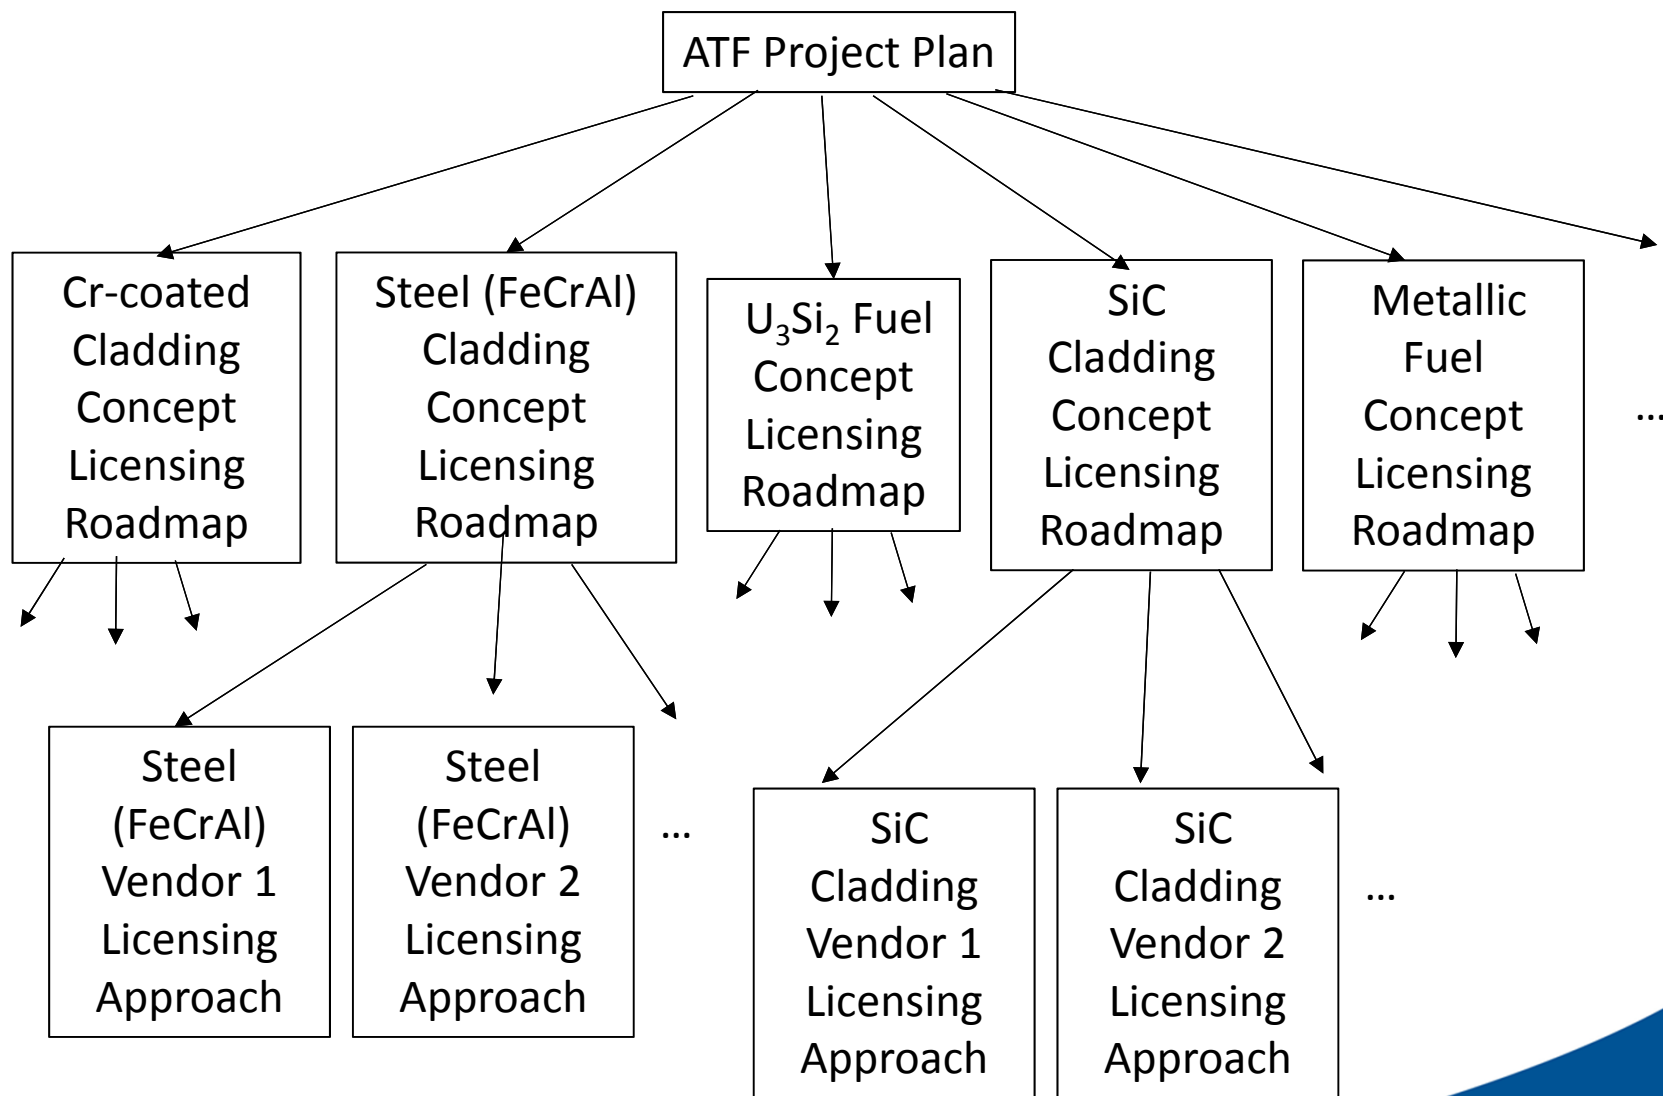 ATF Project Plan
Cr-coated
Cladding
Concept
Licensing
Roadmap
Steel (FeCrAl)
Cladding
Concept
Licensing
Roadmap
U₃Si₂ Fuel
Concept
Licensing
Roadmap
SiC
Cladding
Concept
Licensing
Roadmap
Metallic
Fuel
Concept
Licensing
Roadmap
...
Steel
(FeCrAl)
Vendor 1
Licensing
Approach
Steel
(FeCrAl)
Vendor 2
Licensing
Approach
...
SiC
Cladding
Vendor 1
Licensing
Approach
SiC
Cladding
Vendor 2
Licensing
Approach
...